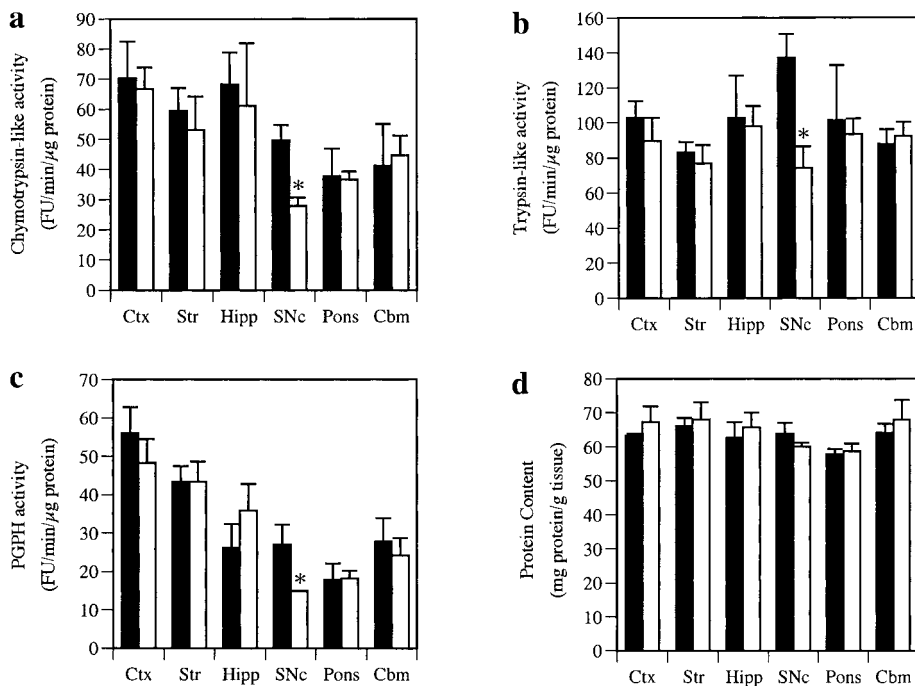 a
Chymotrypsin-like activity
(FU/min/μg protein)
90
80
70
60
50
40
30
20
10
0
*
Ctx Str Hipp SNc Pons Cbm
b
Trypsin-like activity
(FU/min/μg protein)
160
140
120
100
80
60
40
20
0
*
Ctx Str Hipp SNc Pons Cbm
c
PGPH activity
(FU/min/μg protein)
70
60
50
40
30
20
10
0
*
Ctx Str Hipp SNc Pons Cbm
d
Protein Content
(mg protein/g tissue)
80
70
60
50
40
30
20
10
0
Ctx Str Hipp SNc Pons Cbm